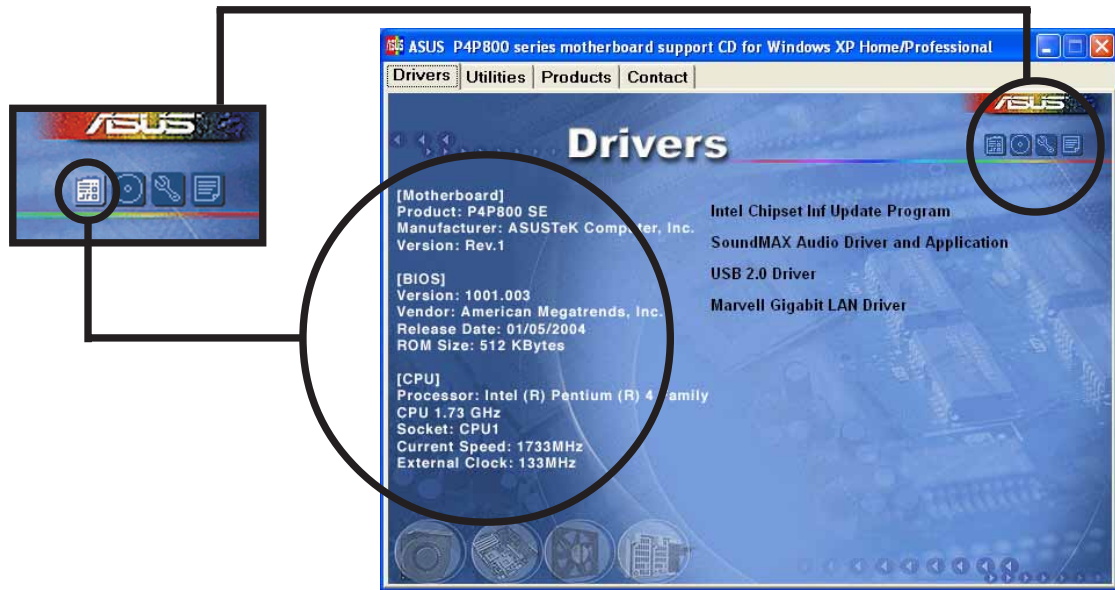 ASUS P4P800 series motherboard support CD for Windows XP Home/Professional
Drivers Utilities Products Contact
ASUS
ASUS
Drivers
[Motherboard]
Product: P4P800 SE
Manufacturer: ASUSTeK Computer, Inc.
Version: Rev.1
[BIOS]
Version: 1001.003
Vendor: American Megatrends, Inc.
Release Date: 01/05/2004
ROM Size: 512 KBytes
[CPU]
Processor: Intel (R) Pentium (R) 4 Family
CPU 1.73 GHz
Socket: CPU1
Current Speed: 1733MHz
External Clock: 133MHz
Intel Chipset Inf Update Program
SoundMAX Audio Driver and Application
USB 2.0 Driver
Marvell Gigabit LAN Driver